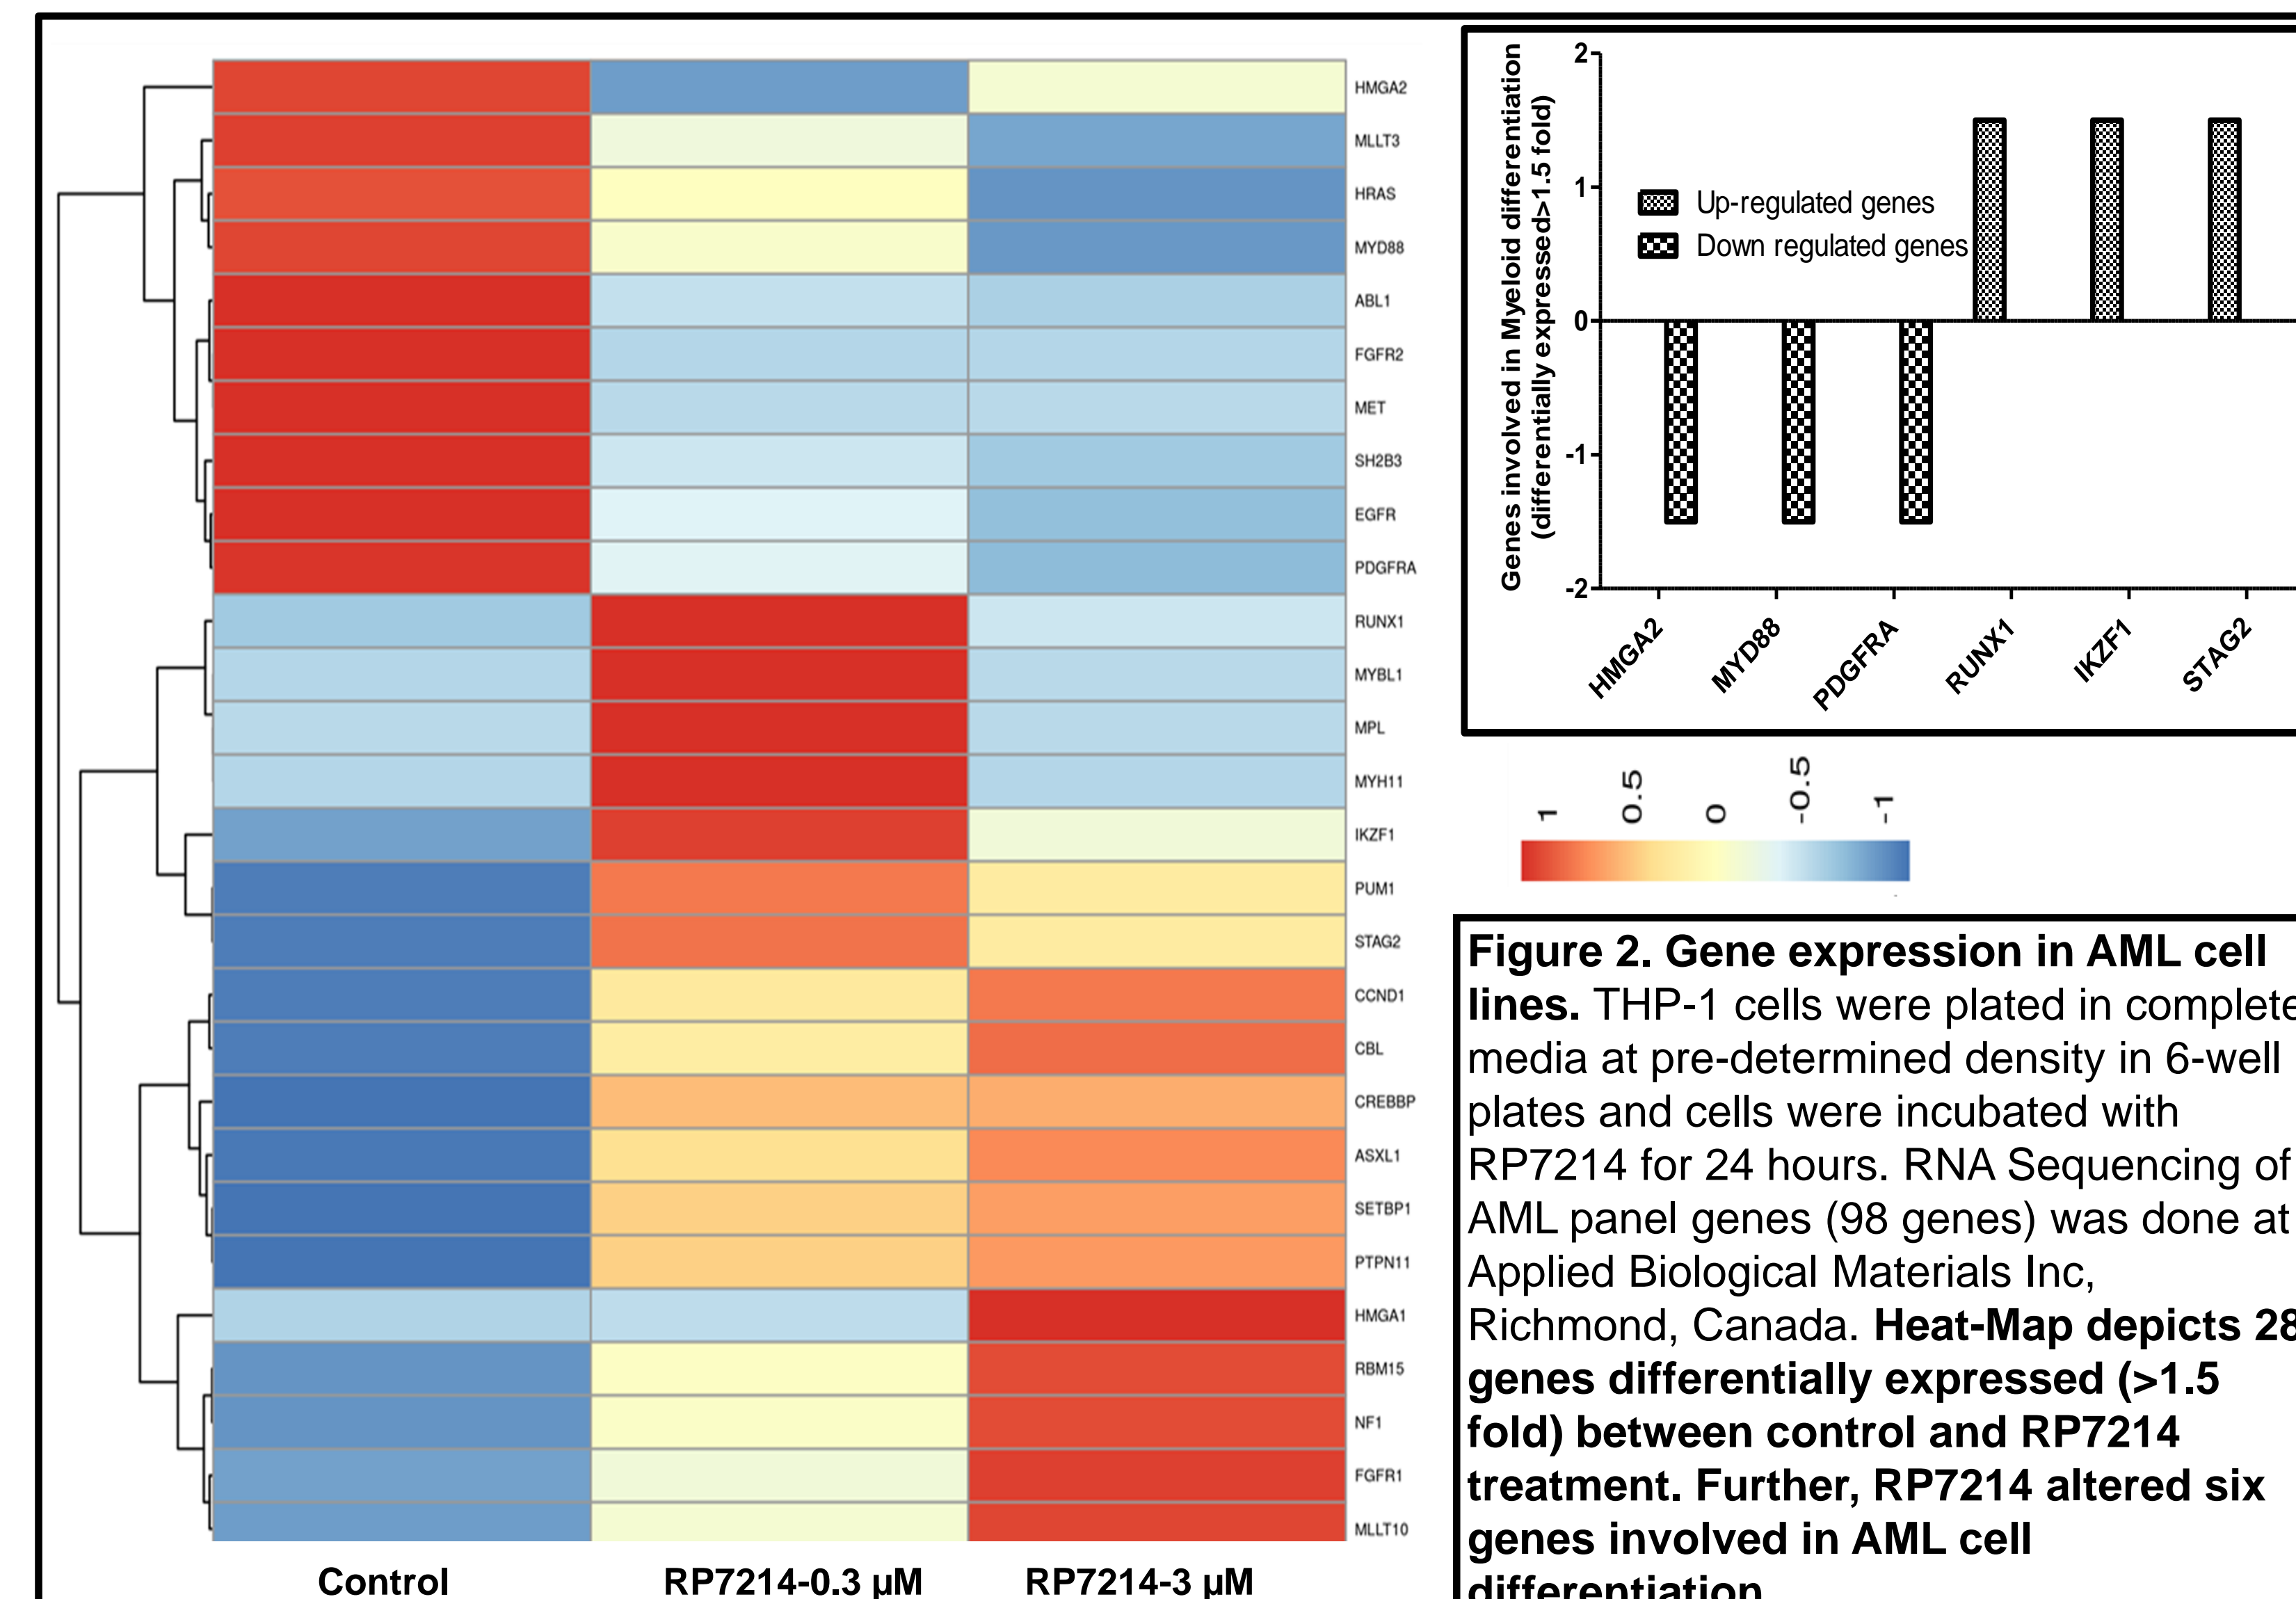 HMGA2
MLLT3
HRAS
MYD88
ABL1
FGFR2
MET
SH2B3
EGFR
PDGFRA
RUNX1
MYBL1
MPL
MYH11
IKZF1
PUM1
STAG2
CCND1
CBL
CREBBP
ASXL1
SETBP1
PTPN11
HMGA1
RBM15
NF1
FGFR1
MLLT10
Control RP7214-0.3 µM RP7214-3 µM
Genes involved in Myeloid differentiation
(differentially expressed>1.5 fold)
2
1
0
-1
-2
Up-regulated genes
Down regulated genes
HMGA2 MYD88 PDGFRA RUNX1 IKZF1 STAG2
1 0.5 0 -0.5 -1
Figure 2. Gene expression in AML cell
lines. THP-1 cells were plated in complete
media at pre-determined density in 6-well
plates and cells were incubated with
RP7214 for 24 hours. RNA Sequencing of
AML panel genes (98 genes) was done at
Applied Biological Materials Inc,
Richmond, Canada. Heat-Map depicts 28
genes differentially expressed (>1.5
fold) between control and RP7214
treatment. Further, RP7214 altered six
genes involved in AML cell
differentiation